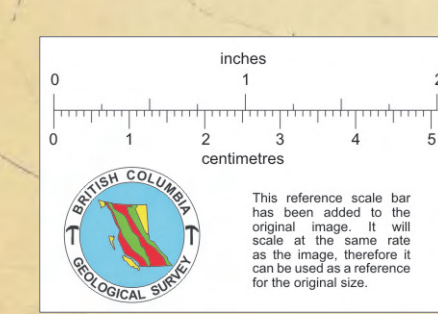 inches
0 1 2
0 1 2 3 4 5
centimetres
BRITISH COLUMBIA
GEOLOGICAL SURVEY
This reference scale bar
has been added to the
original image. It will
scale at the same rate
as the image, therefore it
can be used as a reference
for the original size.